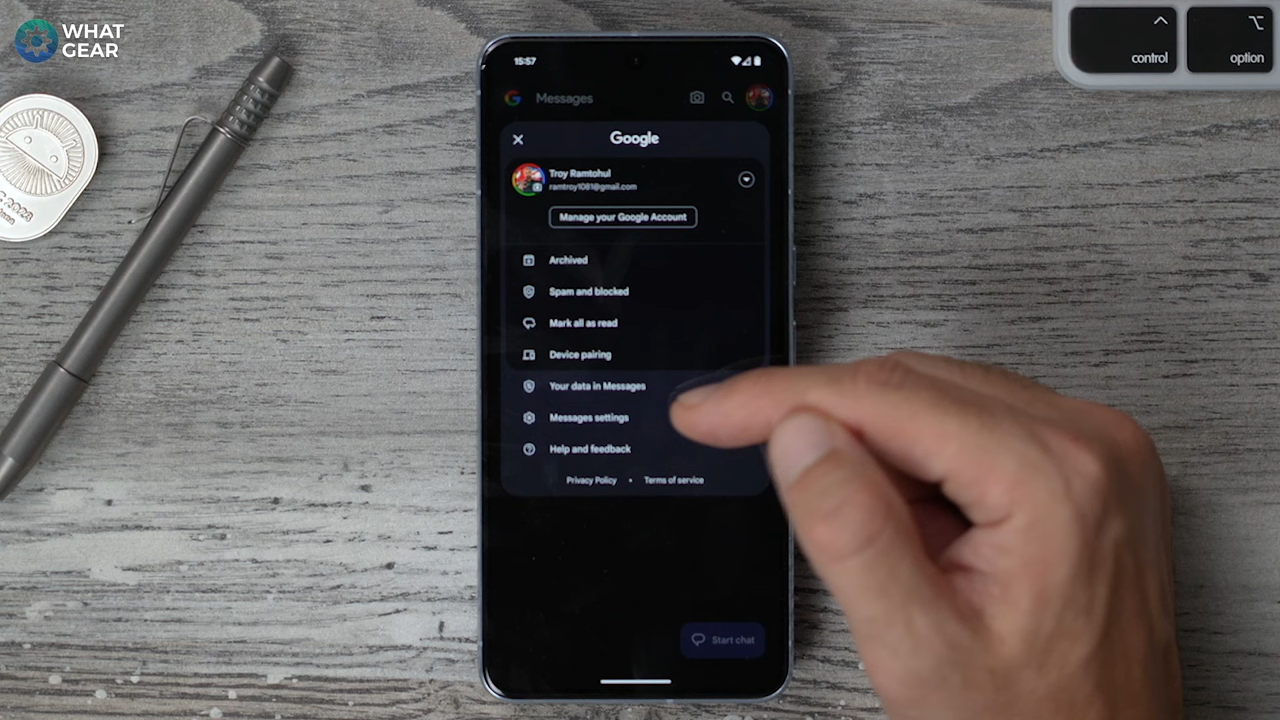 WHAT
GEAR
control
option
15:57
Messages
Google
Troy Ramtohul
ramtroy1081@gmail.com
Manage your Google Account
Archived
Spam and blocked
Mark all as read
Device pairing
Your data in Messages
Messages settings
Help and feedback
Privacy Policy • Terms of service
Start chat